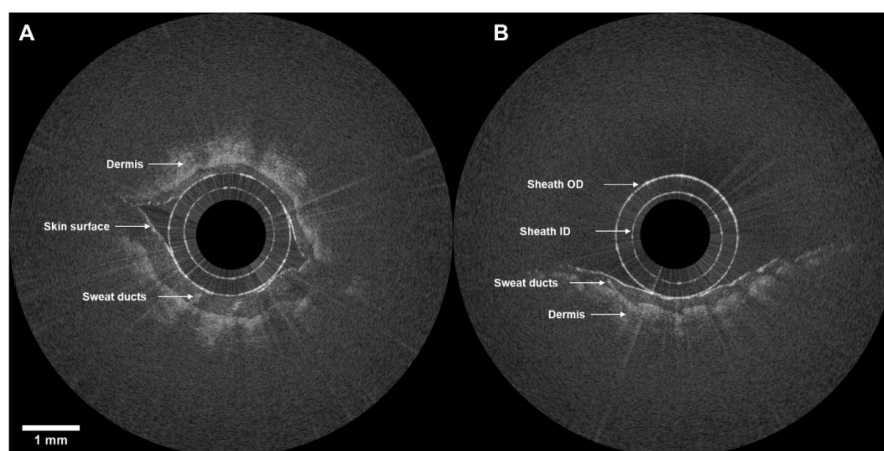 A
Dermis
Skin surface
Sweat ducts
1 mm
B
Sheath OD
Sheath ID
Sweat ducts
Dermis